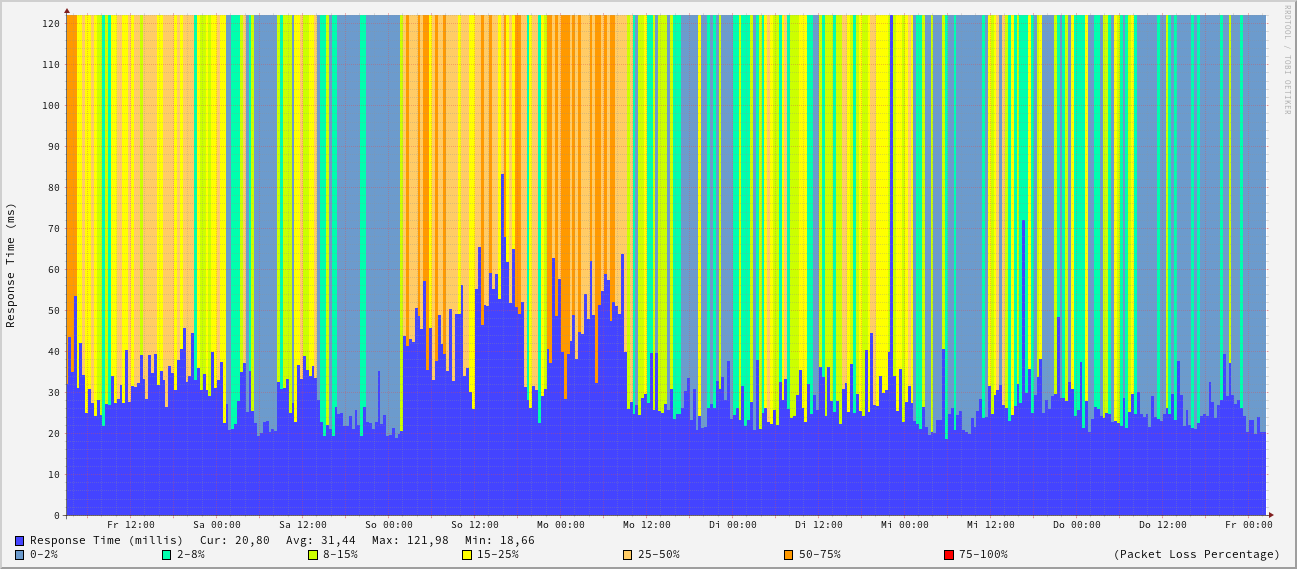 RRDTOOL / TOBI OETIKER
Response Time (ms)
120
110
100
90
80
70
60
50
40
30
20
10
0
Fr 12:00 Sa 00:00 Sa 12:00 So 00:00 So 12:00 Mo 00:00 Mo 12:00 Di 00:00 Di 12:00 Mi 00:00 Mi 12:00 Do 00:00 Do 12:00 Fr 00:00
Response Time (millis) Cur: 20,80 Avg: 31,44 Max: 121,98 Min: 18,66
0-2% 2-8% 8-15% 15-25% 25-50% 50-75% 75-100% (Packet Loss Percentage)